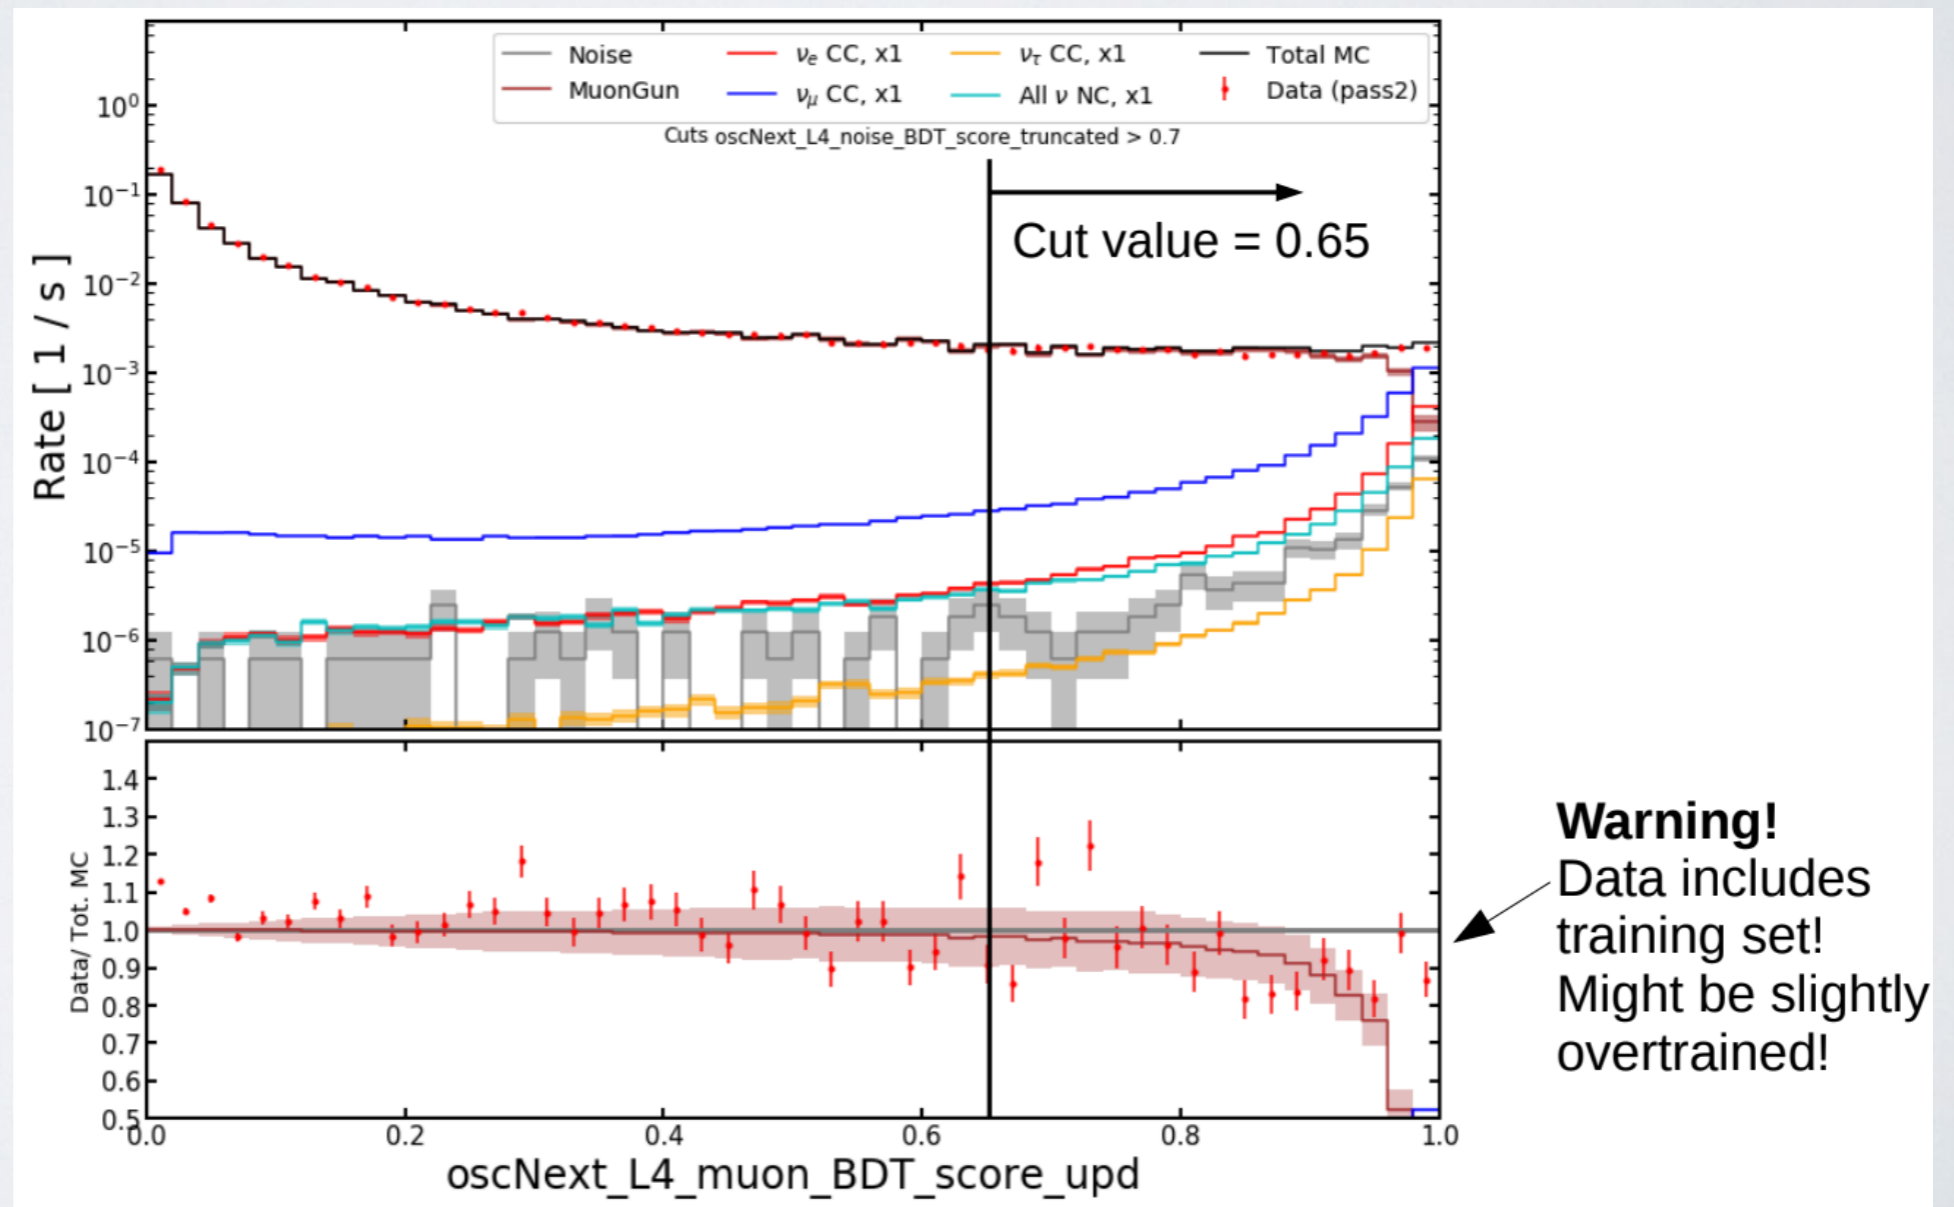 Noise
MuonGun
νe CC, x1
νμ CC, x1
ντ CC, x1
All ν NC, x1
Total MC
Data (pass2)
Cuts oscNext_L4_noise_BDT_score_truncated > 0.7
Cut value = 0.65
Rate [ 1 / s ]
10⁰
10⁻¹
10⁻²
10⁻³
10⁻⁴
10⁻⁵
10⁻⁶
10⁻⁷
Data/ Tot. MC
1.4
1.3
1.2
1.1
1.0
0.9
0.8
0.7
0.6
0.5
0.0 0.2 0.4 0.6 0.8 1.0
oscNext_L4_muon_BDT_score_upd
Warning!
Data includes
training set!
Might be slightly
overtrained!